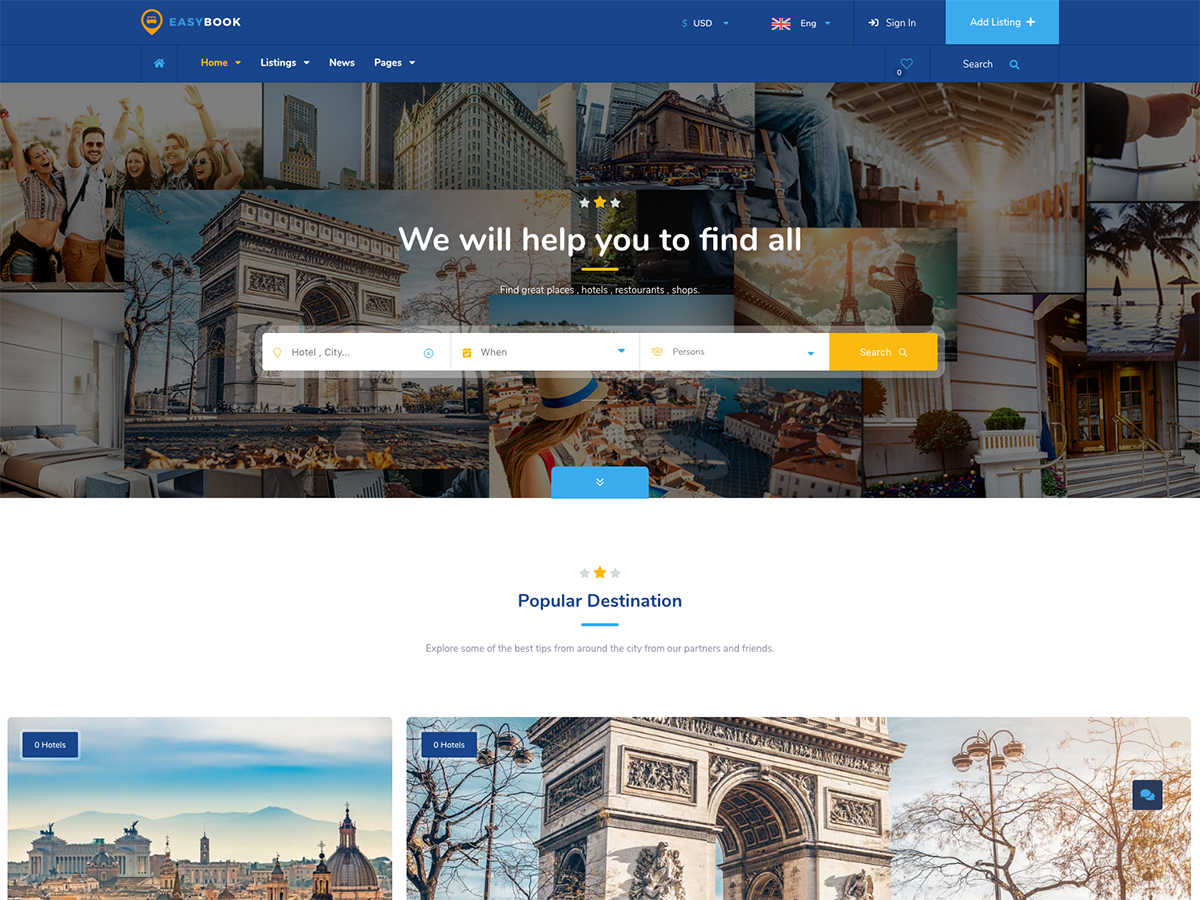 EASYBOOK
$ USD
Eng
Sign In
Add Listing
Home
Listings
News
Pages
0
Search
We will help you to find all
Find great places , hotels , restourants , shops.
Hotel , City...
When
Persons
Search
Popular Destination
Explore some of the best tips from around the city from our partners and friends.
0 Hotels
0 Hotels